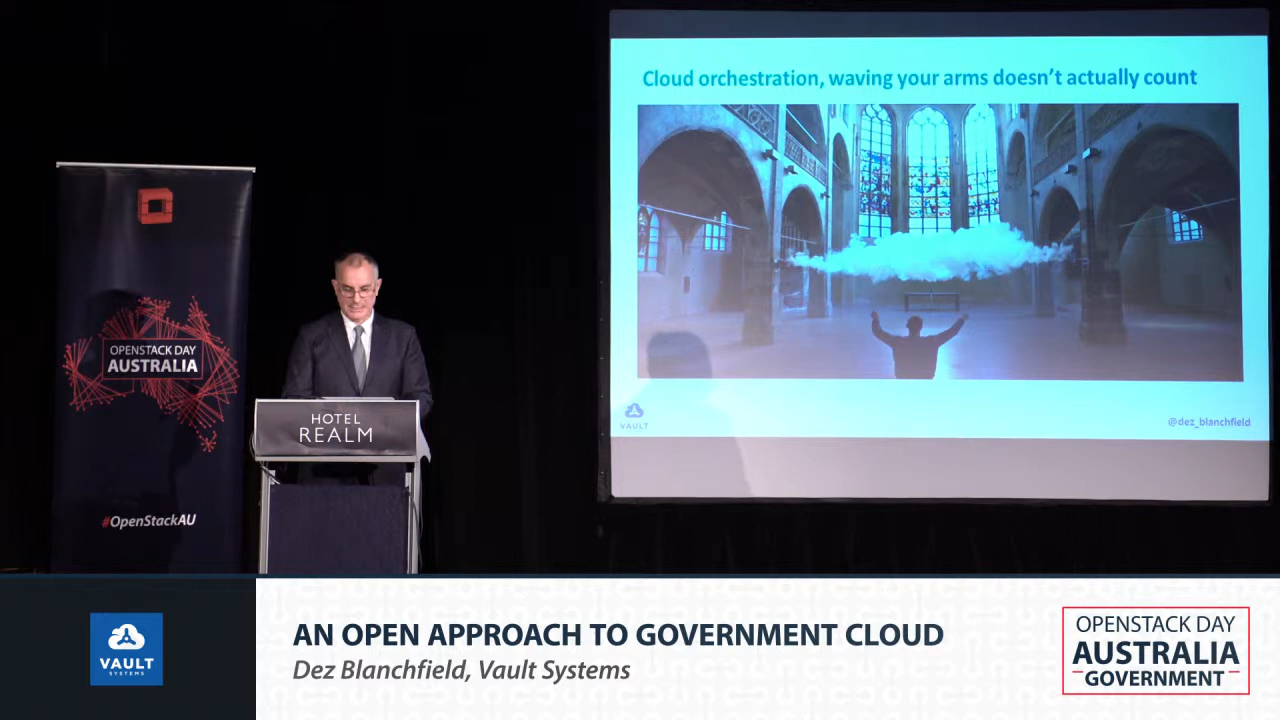 Cloud orchestration, waving your arms doesn't actually count
VAULT
@dez_blanchfield
OPENSTACK DAY
AUSTRALIA
#OpenStackAU
HOTEL
REALM
VAULT
SYSTEMS
AN OPEN APPROACH TO GOVERNMENT CLOUD
Dez Blanchfield, Vault Systems
OPENSTACK DAY
AUSTRALIA
GOVERNMENT